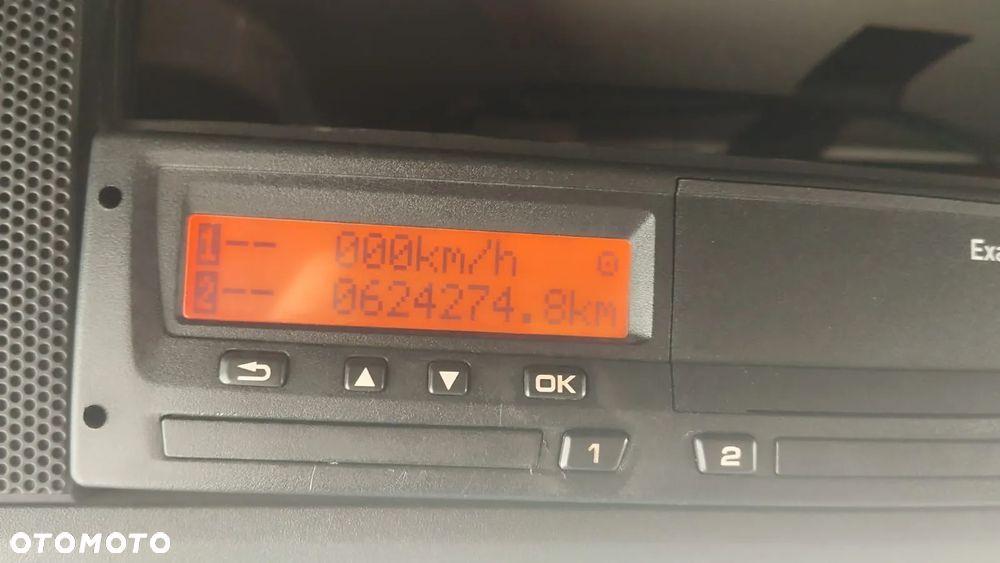 1-- 000km/h
2-- 0624274.8km
Exa
OK
1 2
OTOMOTO